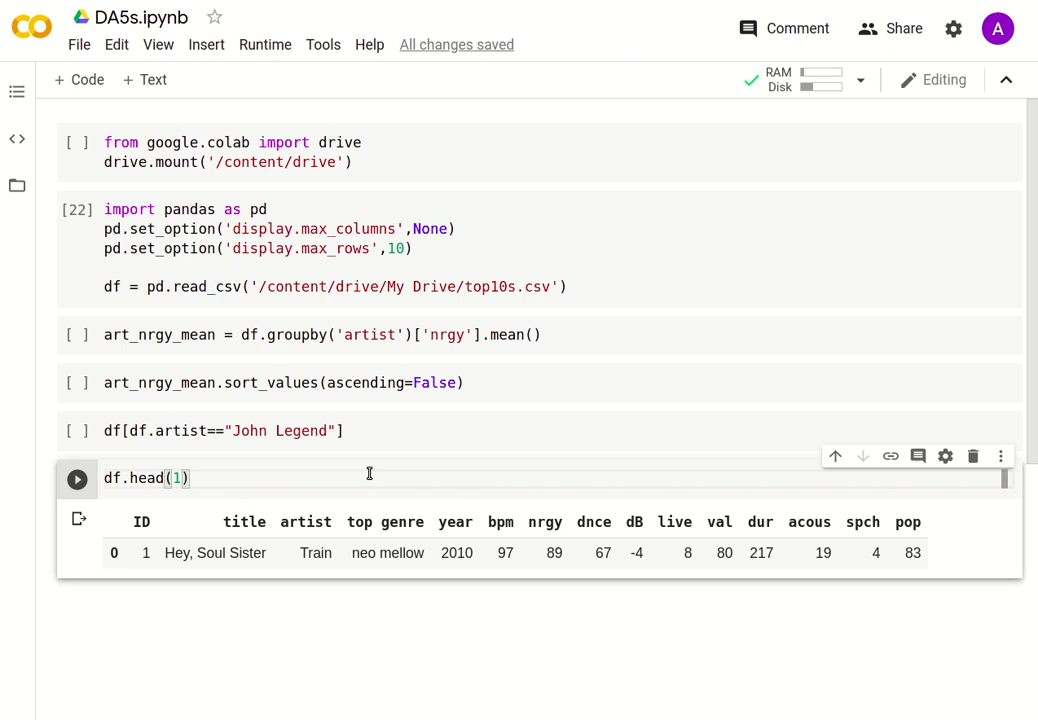 DA5s.ipynb
File Edit View Insert Runtime Tools Help All changes saved
Comment Share A
+ Code + Text
RAM
Disk
Editing
[ ] from google.colab import drive
drive.mount('/content/drive')
[22] import pandas as pd
pd.set_option('display.max_columns',None)
pd.set_option('display.max_rows',10)
df = pd.read_csv('/content/drive/My Drive/top10s.csv')
[ ] art_nrgy_mean = df.groupby('artist')['nrgy'].mean()
[ ] art_nrgy_mean.sort_values(ascending=False)
[ ] df[df.artist=="John Legend"]
df.head(1)
ID title artist top genre year bpm nrgy dnce dB live val dur acous spch pop
0 1 Hey, Soul Sister Train neo mellow 2010 97 89 67 -4 8 80 217 19 4 83